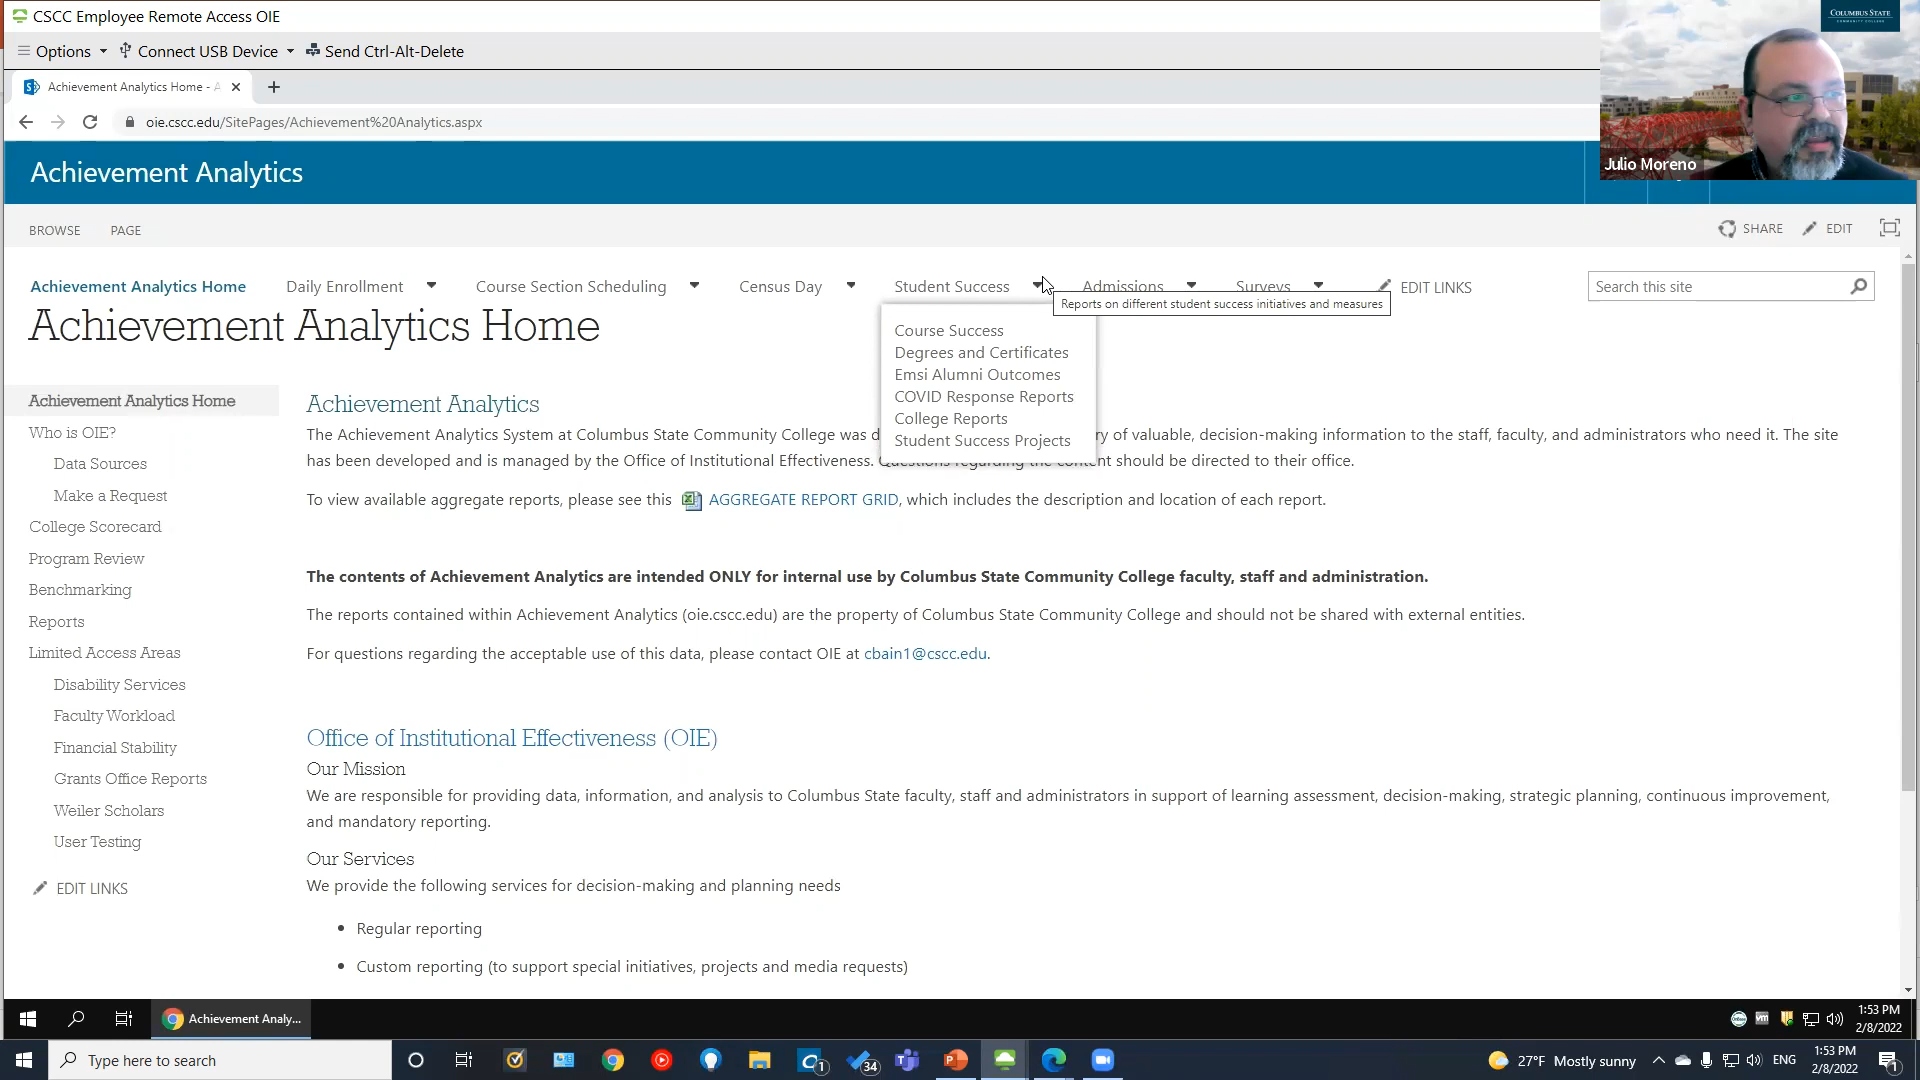 CSCC Employee Remote Access OIE
Options
Connect USB Device
Send Ctrl-Alt-Delete
COLUMBUS STATE
COMMUNITY COLLEGE
Julio Moreno
Achievement Analytics Home - A
oie.cscc.edu/SitePages/Achievement%20Analytics.aspx
Achievement Analytics
BROWSE
PAGE
SHARE
EDIT
Achievement Analytics Home
Daily Enrollment
Course Section Scheduling
Census Day
Student Success
Admissions
Surveys
EDIT LINKS
Search this site
Reports on different student success initiatives and measures
Achievement Analytics Home
Course Success
Degrees and Certificates
Emsi Alumni Outcomes
COVID Response Reports
College Reports
Student Success Projects
Achievement Analytics Home
Who is OIE?
Data Sources
Make a Request
College Scorecard
Program Review
Benchmarking
Reports
Limited Access Areas
Disability Services
Faculty Workload
Financial Stability
Grants Office Reports
Weiler Scholars
User Testing
EDIT LINKS
Achievement Analytics
The Achievement Analytics System at Columbus State Community College was d ry of valuable, decision-making information to the staff, faculty, and administrators who need it. The site
has been developed and is managed by the Office of Institutional Effectiveness. Questions regarding the content should be directed to their office.
To view available aggregate reports, please see this AGGREGATE REPORT GRID, which includes the description and location of each report.
The contents of Achievement Analytics are intended ONLY for internal use by Columbus State Community College faculty, staff and administration.
The reports contained within Achievement Analytics (oie.cscc.edu) are the property of Columbus State Community College and should not be shared with external entities.
For questions regarding the acceptable use of this data, please contact OIE at cbain1@cscc.edu.
Office of Institutional Effectiveness (OIE)
Our Mission
We are responsible for providing data, information, and analysis to Columbus State faculty, staff and administrators in support of learning assessment, decision-making, strategic planning, continuous improvement,
and mandatory reporting.
Our Services
We provide the following services for decision-making and planning needs
Regular reporting
Custom reporting (to support special initiatives, projects and media requests)
Achievement Analy...
1:53 PM
2/8/2022
Type here to search
1
34
27°F Mostly sunny
ENG
1:53 PM
2/8/2022
1